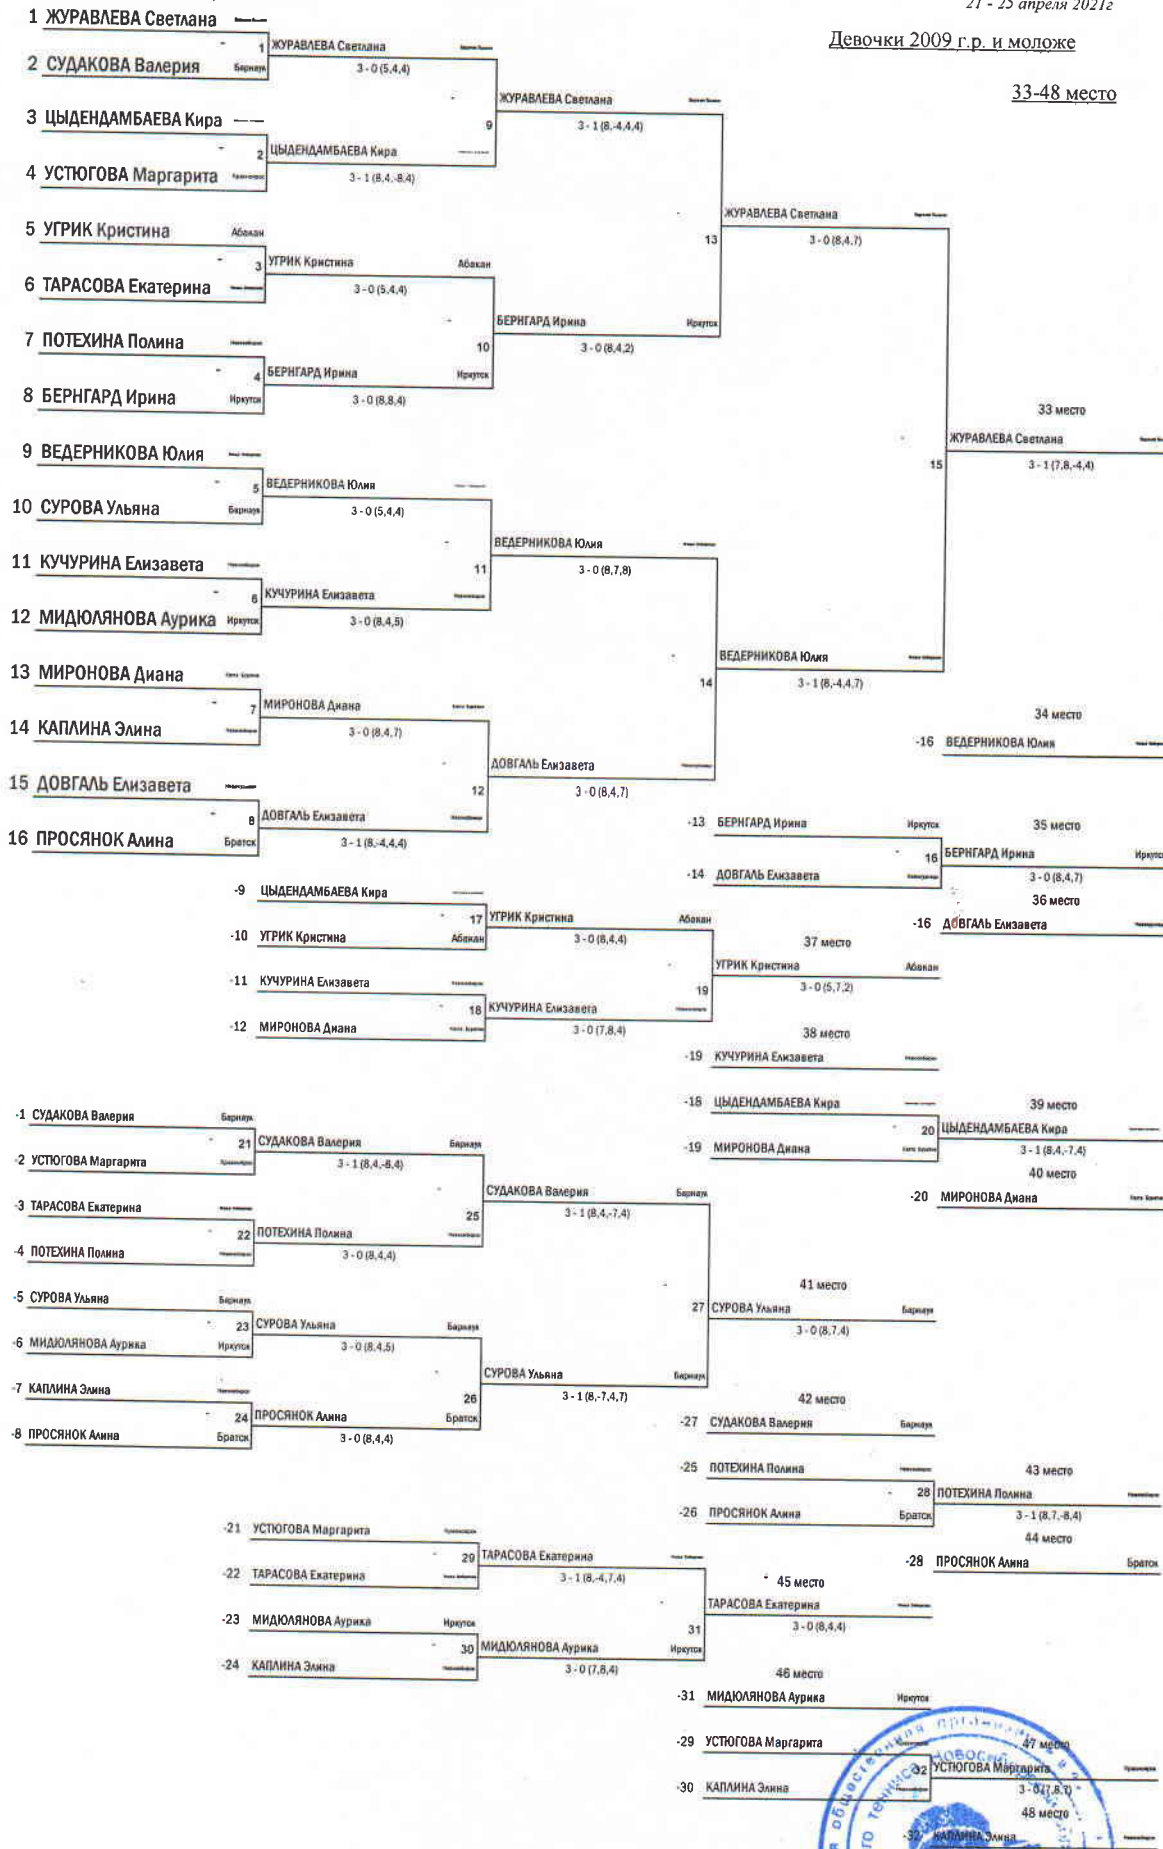 21 - 25 апреля 2021г
Девочки 2009 г.р. и моложе
33-48 место
1 ЖУРАВЛЕВА Светлана
1 ЖУРАВЛЕВА Светлана
3 - 0 (5,4,4)
2 СУДАКОВА Валерия Барнаул
ЖУРАВЛЕВА Светлана
9 3 - 1 (8,-4,4,4)
3 ЦЫДЕНДАМБАЕВА Кира
2 ЦЫДЕНДАМБАЕВА Кира
3 - 1 (8,4,-8,4)
4 УСТЮГОВА Маргарита
ЖУРАВЛЕВА Светлана
13 3 - 0 (8,4,7)
5 УГРИК Кристина Абакан
3 УГРИК Кристина Абакан
3 - 0 (5,4,4)
6 ТАРАСОВА Екатерина
БЕРНГАРД Ирина Иркутск
10 3 - 0 (8,4,2)
7 ПОТЕХИНА Полина
4 БЕРНГАРД Ирина Иркутск
3 - 0 (8,8,4)
8 БЕРНГАРД Ирина Иркутск
33 место
ЖУРАВЛЕВА Светлана
15 3 - 1 (7,8,-4,4)
9 ВЕДЕРНИКОВА Юлия
5 ВЕДЕРНИКОВА Юлия
3 - 0 (5,4,4)
10 СУРОВА Ульяна Барнаул
ВЕДЕРНИКОВА Юлия
11 3 - 0 (8,7,8)
11 КУЧУРИНА Елизавета
6 КУЧУРИНА Елизавета
3 - 0 (8,4,5)
12 МИДЮЛЯНОВА Аурика Иркутск
ВЕДЕРНИКОВА Юлия
14 3 - 1 (8,-4,4,7)
13 МИРОНОВА Диана
7 МИРОНОВА Диана
3 - 0 (8,4,7)
14 КАПЛИНА Элина
34 место
-16 ВЕДЕРНИКОВА Юлия
ДОВГАЛЬ Елизавета
12 3 - 0 (8,4,7)
15 ДОВГАЛЬ Елизавета
8 ДОВГАЛЬ Елизавета
3 - 1 (8,-4,4,4)
16 ПРОСЯНОК Алина Братск
-13 БЕРНГАРД Ирина Иркутск
35 место
16 БЕРНГАРД Ирина Иркутск
3 - 0 (8,4,7)
-14 ДОВГАЛЬ Елизавета
36 место
-16 ДОВГАЛЬ Елизавета
-9 ЦЫДЕНДАМБАЕВА Кира
17 УГРИК Кристина Абакан
3 - 0 (8,4,4)
-10 УГРИК Кристина Абакан
37 место
УГРИК Кристина Абакан
19 3 - 0 (5,7,2)
-11 КУЧУРИНА Елизавета
18 КУЧУРИНА Елизавета
3 - 0 (7,8,4)
-12 МИРОНОВА Диана
38 место
-19 КУЧУРИНА Елизавета
-18 ЦЫДЕНДАМБАЕВА Кира
39 место
20 ЦЫДЕНДАМБАЕВА Кира
3 - 1 (8,4,-7,4)
-19 МИРОНОВА Диана
40 место
-20 МИРОНОВА Диана
-1 СУДАКОВА Валерия Барнаул
21 СУДАКОВА Валерия Барнаул
3 - 1 (8,4,-8,4)
-2 УСТЮГОВА Маргарита
СУДАКОВА Валерия Барнаул
25 3 - 1 (8,4,-7,4)
-3 ТАРАСОВА Екатерина
22 ПОТЕХИНА Полина
3 - 0 (8,4,4)
-4 ПОТЕХИНА Полина
41 место
27 СУРОВА Ульяна Барнаул
3 - 0 (8,7,4)
-5 СУРОВА Ульяна Барнаул
23 СУРОВА Ульяна Барнаул
3 - 0 (8,4,5)
-6 МИДЮЛЯНОВА Аурика Иркутск
СУРОВА Ульяна Барнаул
26 3 - 1 (8,-7,4,7)
-7 КАПЛИНА Элина
24 ПРОСЯНОК Алина Братск
3 - 0 (8,4,4)
-8 ПРОСЯНОК Алина Братск
42 место
-27 СУДАКОВА Валерия Барнаул
-25 ПОТЕХИНА Полина
43 место
28 ПОТЕХИНА Полина
3 - 1 (8,7,-8,4)
-26 ПРОСЯНОК Алина Братск
44 место
-28 ПРОСЯНОК Алина Братск
-21 УСТЮГОВА Маргарита
29 ТАРАСОВА Екатерина
3 - 1 (8,-4,7,4)
-22 ТАРАСОВА Екатерина
45 место
ТАРАСОВА Екатерина
31 3 - 0 (8,4,4)
-23 МИДЮЛЯНОВА Аурика Иркутск
30 МИДЮЛЯНОВА Аурика Иркутск
3 - 0 (7,8,4)
-24 КАПЛИНА Элина
46 место
-31 МИДЮЛЯНОВА Аурика Иркутск
-29 УСТЮГОВА Маргарита
47 место
32 УСТЮГОВА Маргарита
3 - 0 (7,8,7)
-30 КАПЛИНА Элина
48 место
-32 КАПЛИНА Элина